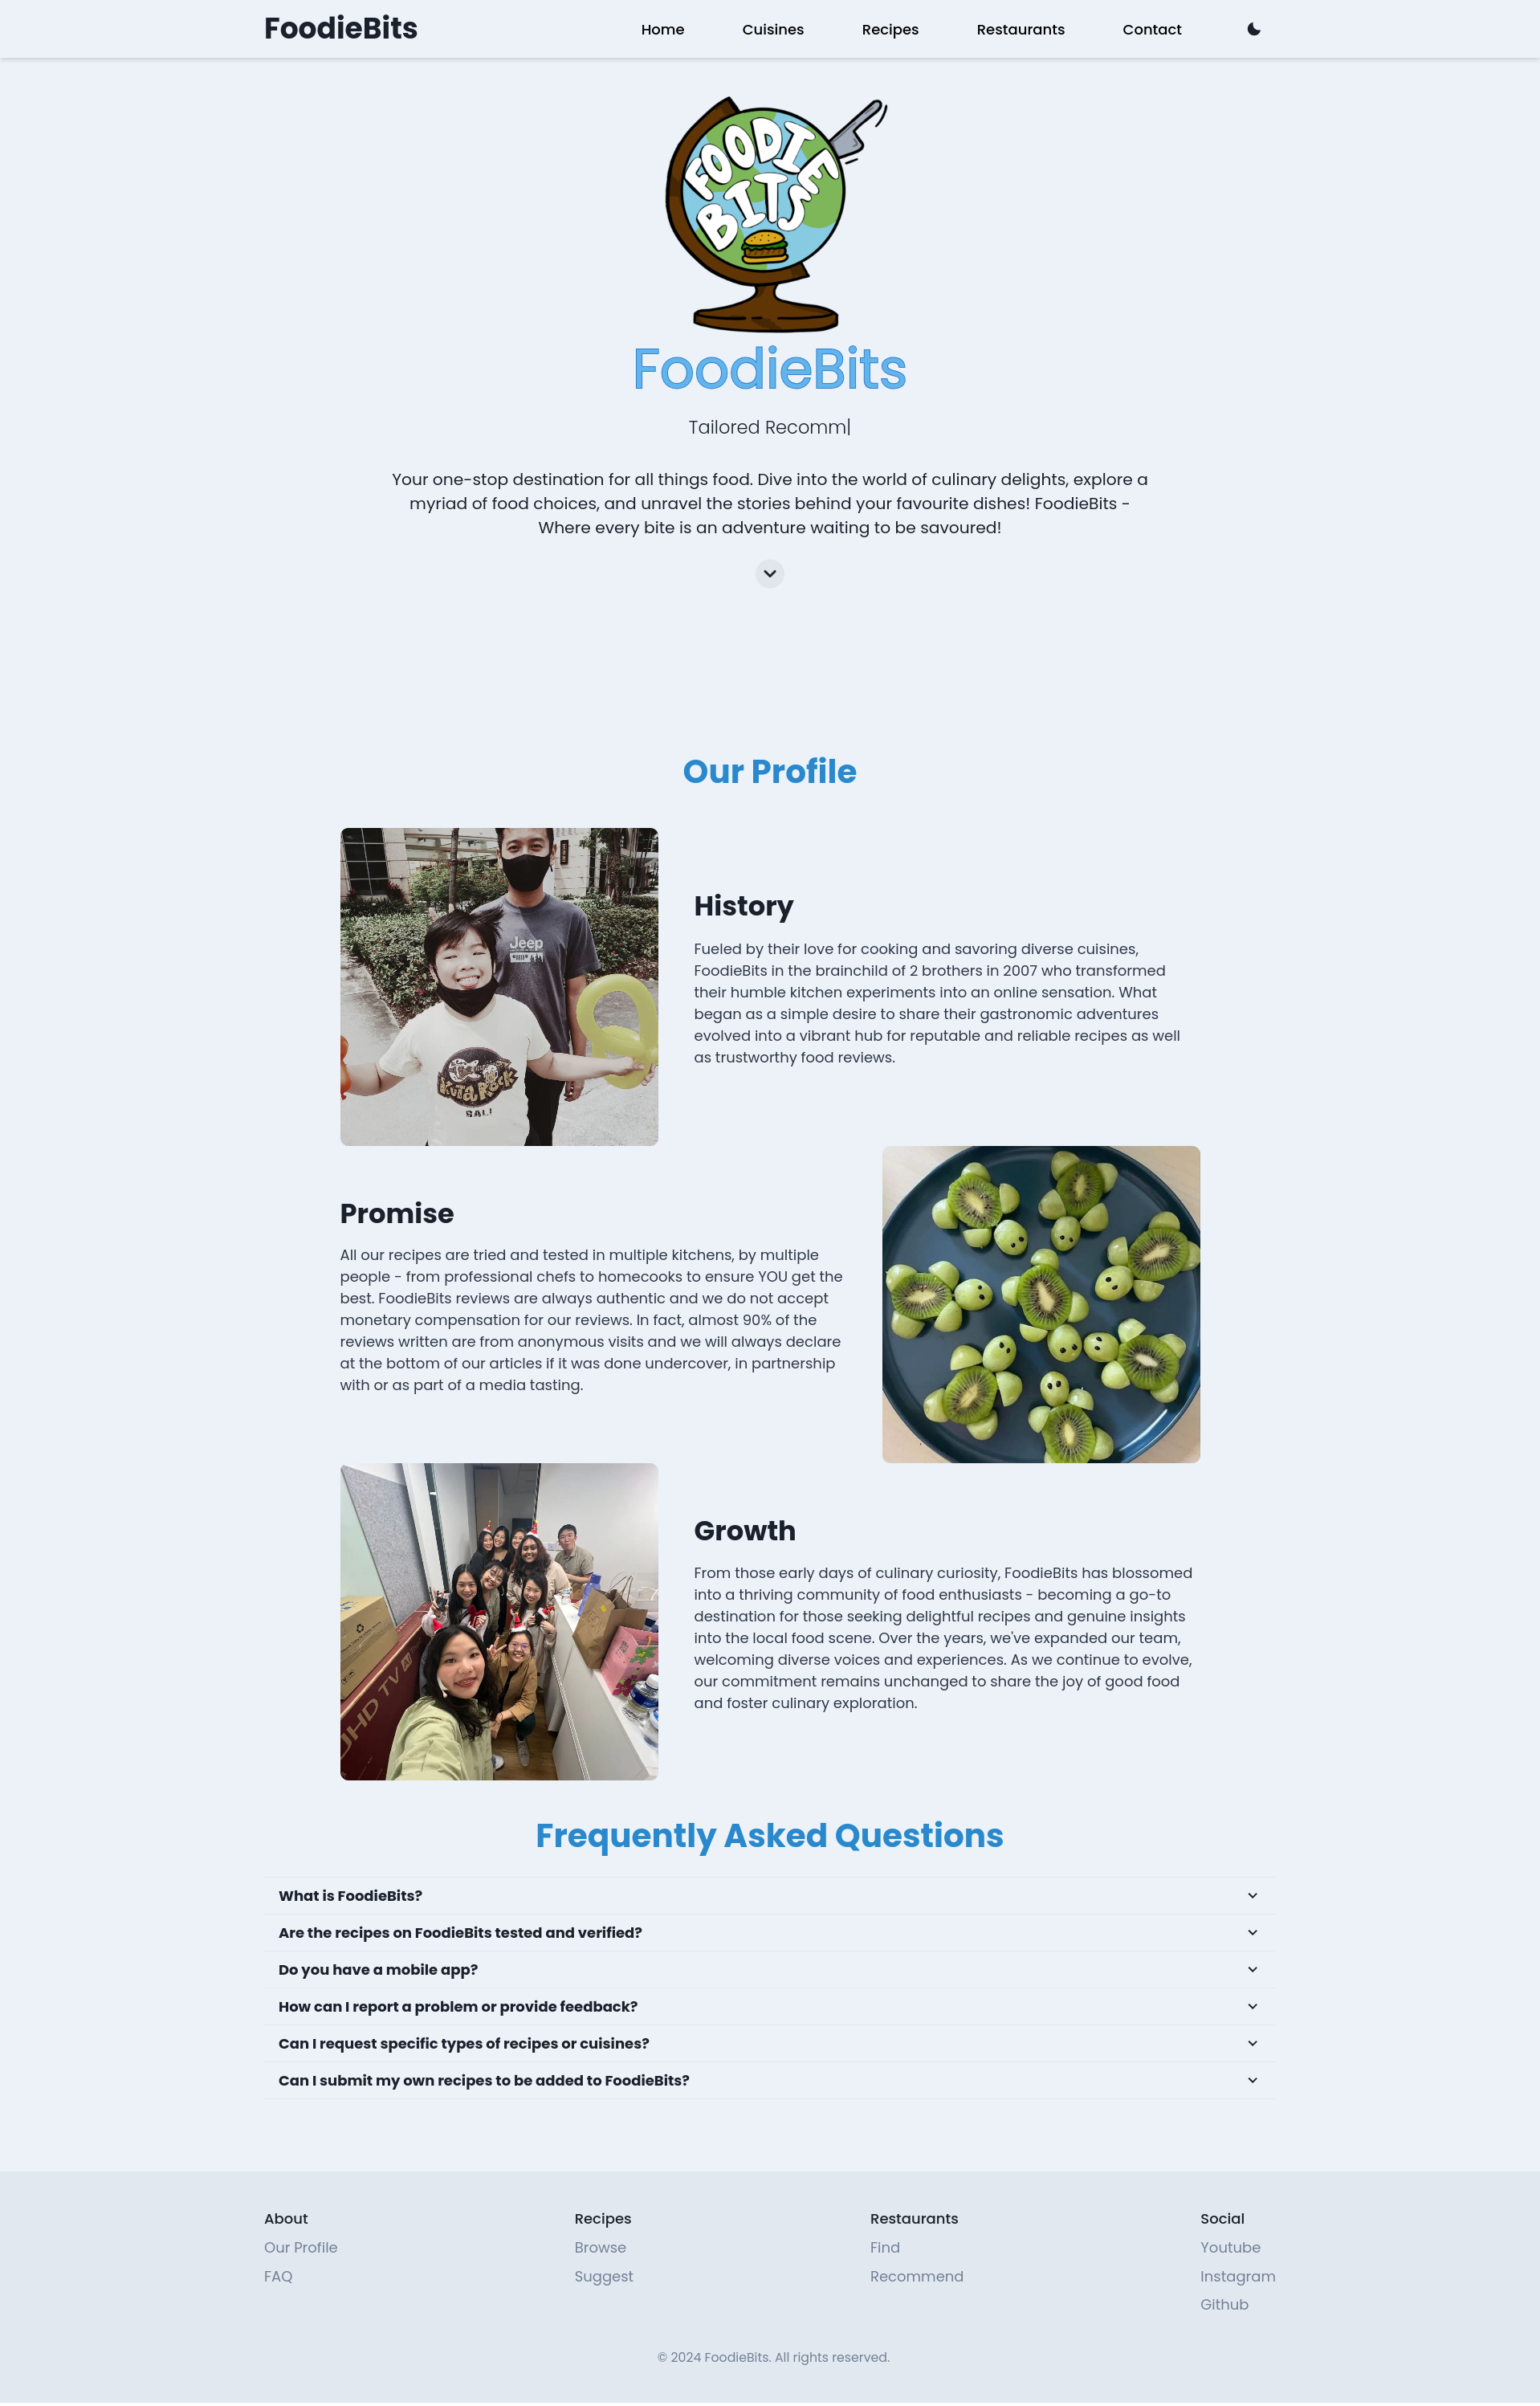 FoodieBits
Home
Cuisines
Recipes
Restaurants
Contact
FOODIE
BITS
FoodieBits
Tailored Recomm|
Your one-stop destination for all things food. Dive into the world of culinary delights, explore a
myriad of food choices, and unravel the stories behind your favourite dishes! FoodieBits -
Where every bite is an adventure waiting to be savoured!
Our Profile
Jeep
BALI
History
Fueled by their love for cooking and savoring diverse cuisines,
FoodieBits in the brainchild of 2 brothers in 2007 who transformed
their humble kitchen experiments into an online sensation. What
began as a simple desire to share their gastronomic adventures
evolved into a vibrant hub for reputable and reliable recipes as well
as trustworthy food reviews.
Promise
All our recipes are tried and tested in multiple kitchens, by multiple
people - from professional chefs to homecooks to ensure YOU get the
best. FoodieBits reviews are always authentic and we do not accept
monetary compensation for our reviews. In fact, almost 90% of the
reviews written are from anonymous visits and we will always declare
at the bottom of our articles if it was done undercover, in partnership
with or as part of a media tasting.
UHD TV AI
Growth
From those early days of culinary curiosity, FoodieBits has blossomed
into a thriving community of food enthusiasts - becoming a go-to
destination for those seeking delightful recipes and genuine insights
into the local food scene. Over the years, we've expanded our team,
welcoming diverse voices and experiences. As we continue to evolve,
our commitment remains unchanged to share the joy of good food
and foster culinary exploration.
Frequently Asked Questions
What is FoodieBits?
Are the recipes on FoodieBits tested and verified?
Do you have a mobile app?
How can I report a problem or provide feedback?
Can I request specific types of recipes or cuisines?
Can I submit my own recipes to be added to FoodieBits?
About
Our Profile
FAQ
Recipes
Browse
Suggest
Restaurants
Find
Recommend
Social
Youtube
Instagram
Github
© 2024 FoodieBits. All rights reserved.